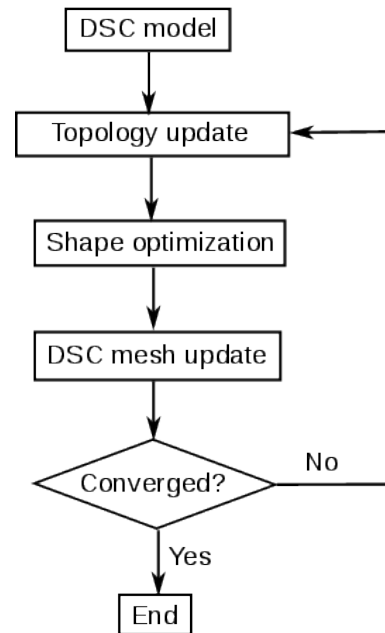 DSC model
Topology update
Shape optimization
DSC mesh update
Converged?
No
Yes
End